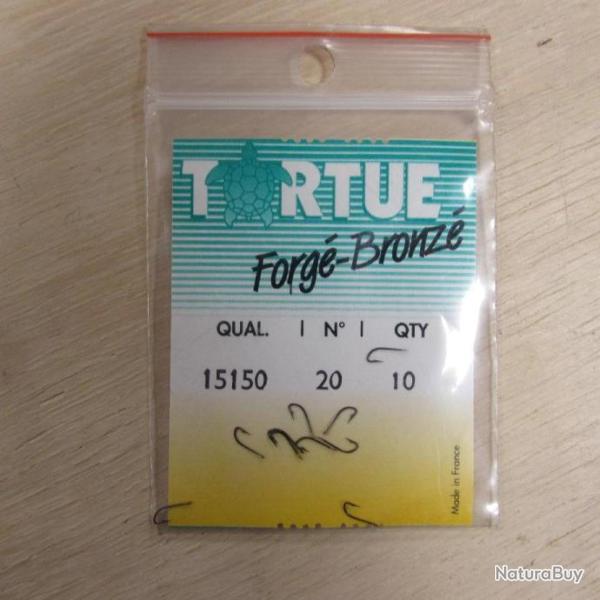 TORTUE
Forgé-Bronzé
QUAL. | N° | QTY
15150 20 10
Made in France
NaturaBuy